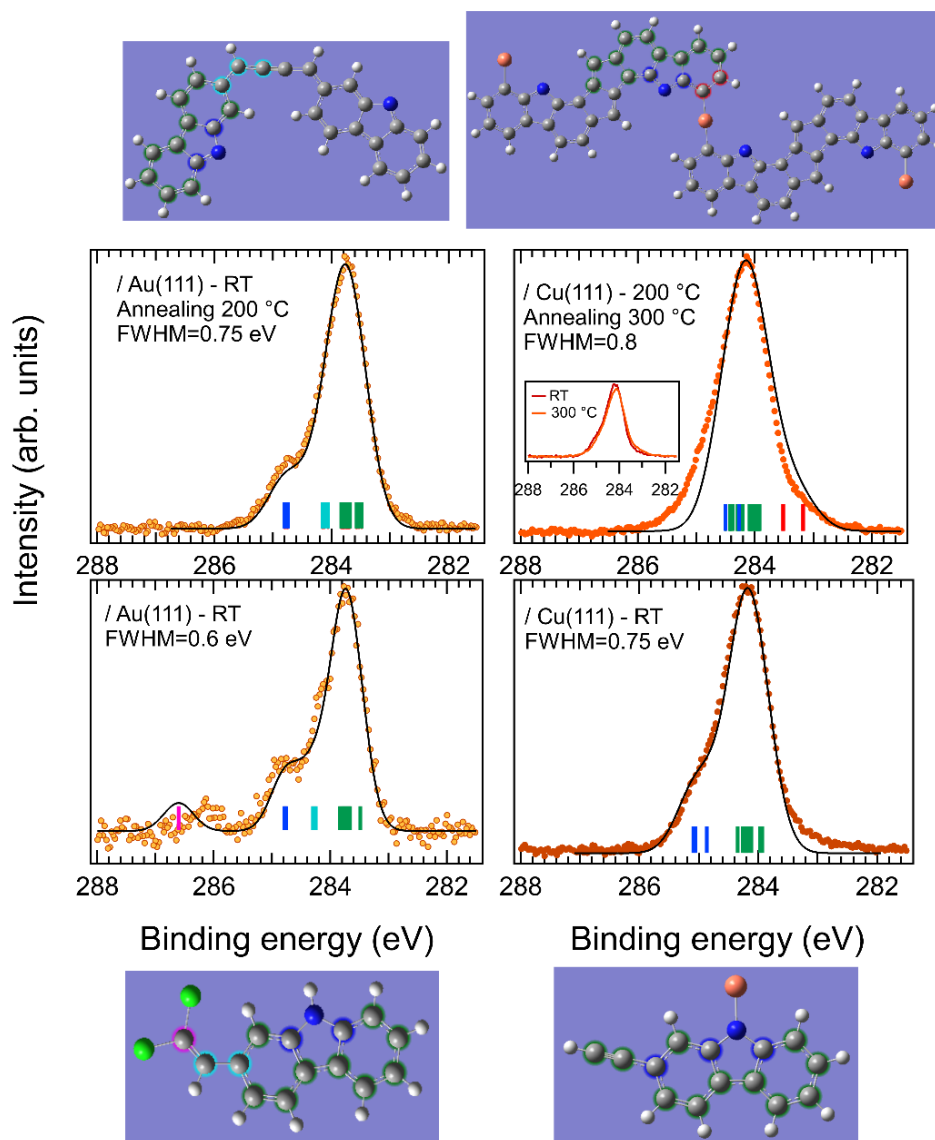 Intensity (arb. units)
/ Au(111) - RT
Annealing 200 °C
FWHM=0.75 eV
288 286 284 282
/ Cu(111) - 200 °C
Annealing 300 °C
FWHM=0.8
RT
300 °C
288 286 284 282
288 286 284 282
/ Au(111) - RT
FWHM=0.6 eV
288 286 284 282
/ Cu(111) - RT
FWHM=0.75 eV
288 286 284 282
Binding energy (eV)
Binding energy (eV)